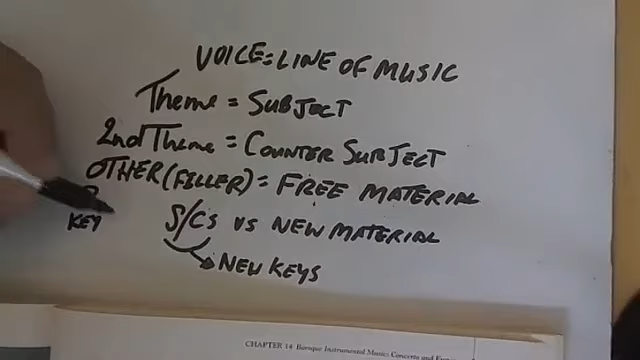 VOICE=LINE OF MUSIC
Theme = SUBJECT
2nd Theme = COUNTER SUBJECT
OTHER (FILLER) = FREE MATERIAL
S/CS VS NEW MATERIAL
KEY
NEW KEYS
CHAPTER 14 Baroque Instrumental Music: Concerto and